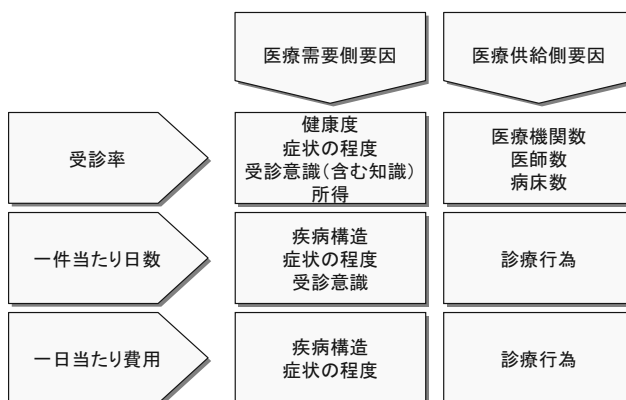 医療需要側要因
医療供給側要因
受診率
健康度
症状の程度
受診意識(含む知識)
所得
医療機関数
医師数
病床数
一件当たり日数
疾病構造
症状の程度
受診意識
診療行為
一日当たり費用
疾病構造
症状の程度
診療行為